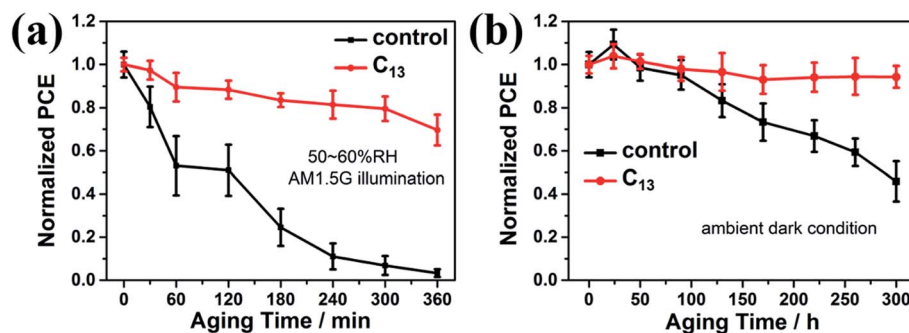 (a)
1.2
1.0
0.8
0.6
0.4
0.2
0.0
Normalized PCE
control
C13
50~60%RH
AM1.5G illumination
0 60 120 180 240 300 360
Aging Time / min
(b)
1.2
1.0
0.8
0.6
0.4
0.2
0.0
Normalized PCE
control
C13
ambient dark condition
0 50 100 150 200 250 300
Aging Time / h